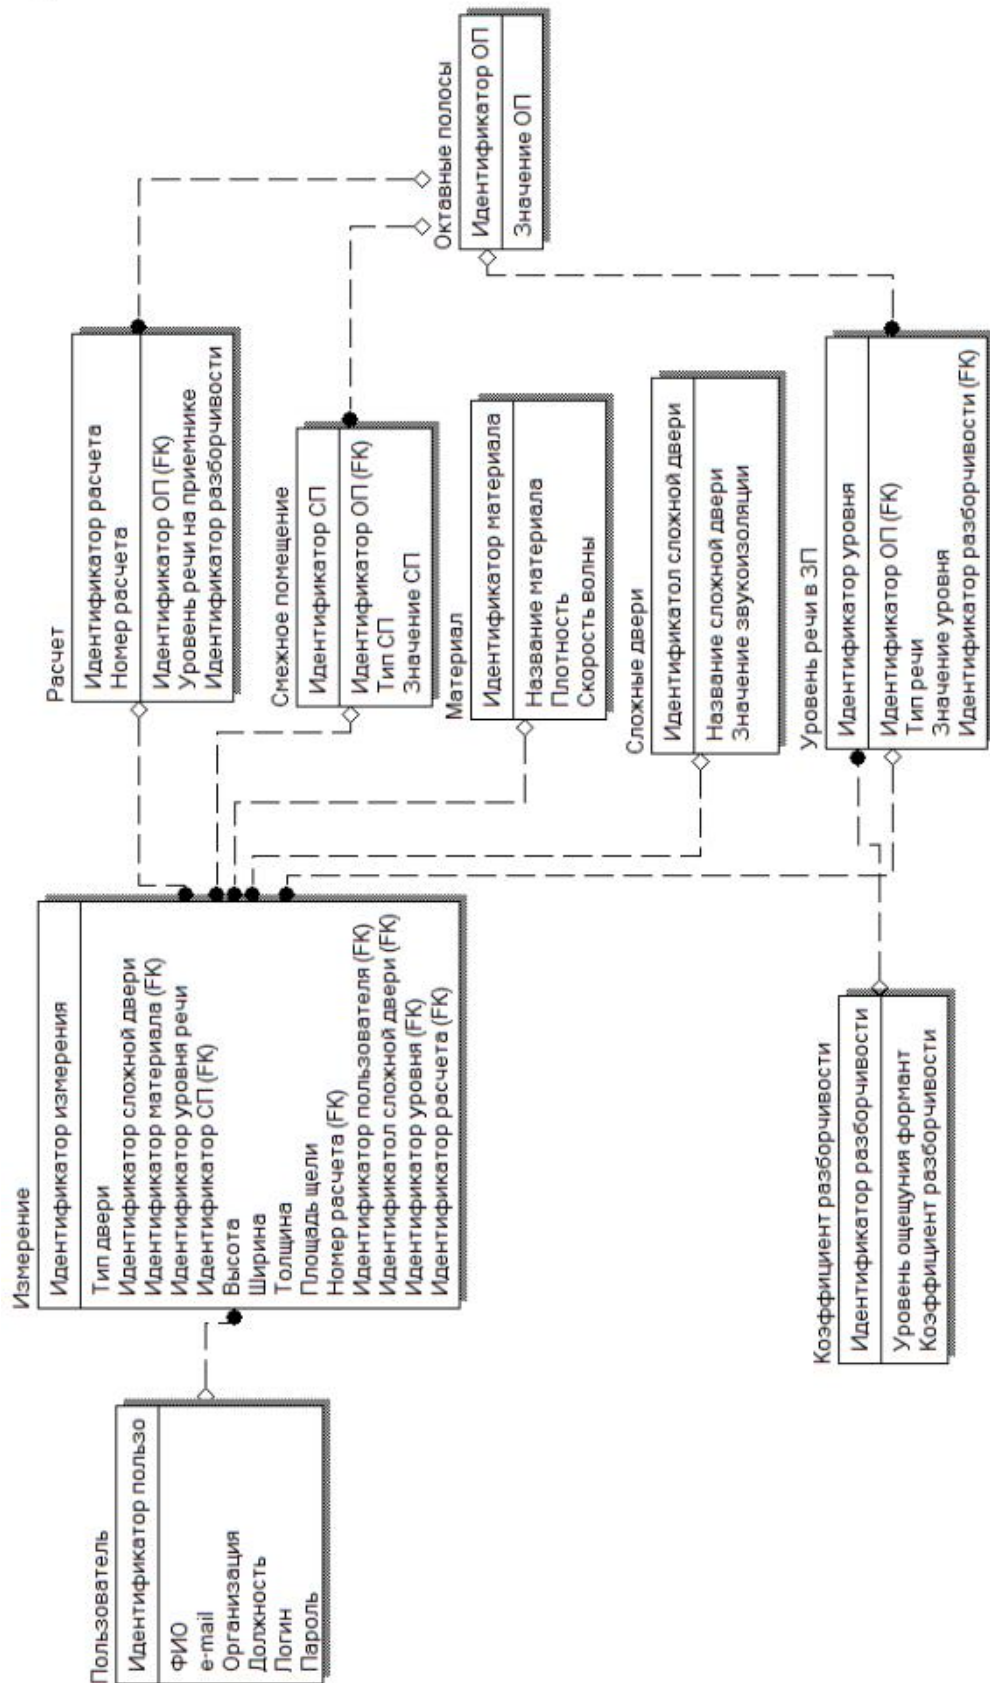 Пользователь
Идентификатор пользо
ФИО
e-mail
Организация
Должность
Логин
Пароль
Измерение
Идентификатор измерения
Тип двери
Идентификатор сложной двери
Идентификатор материала (FK)
Идентификатор уровня речи
Идентификатор СП (FK)
Высота
Ширина
Толщина
Площадь щели
Номер расчета (FK)
Идентификатор пользователя (FK)
Идентификатол сложной двери (FK)
Идентификатор уровня (FK)
Идентификатор расчета (FK)
Коэффициент разборчивости
Идентификатор разборчивости
Уровень ощещуния формант
Коэффициент разборчивости
Расчет
Идентификатор расчета
Номер расчета
Идентификатор ОП (FK)
Уровень речи на приемнике
Идентификатор разборчивости
Смежное помещение
Идентификатор СП
Идентификатор ОП (FK)
Тип СП
Значение СП
Материал
Идентификатор материала
Название материала
Плотность
Скорость волны
Сложные двери
Идентификатол сложной двери
Название сложной двери
Значение звукоизоляции
Уровень речи в ЗП
Идентификатор уровня
Идентификатор ОП (FK)
Тип речи
Значение уровня
Идентификатор разборчивости (FK)
Октавные полосы
Идентификатор ОП
Значение ОП